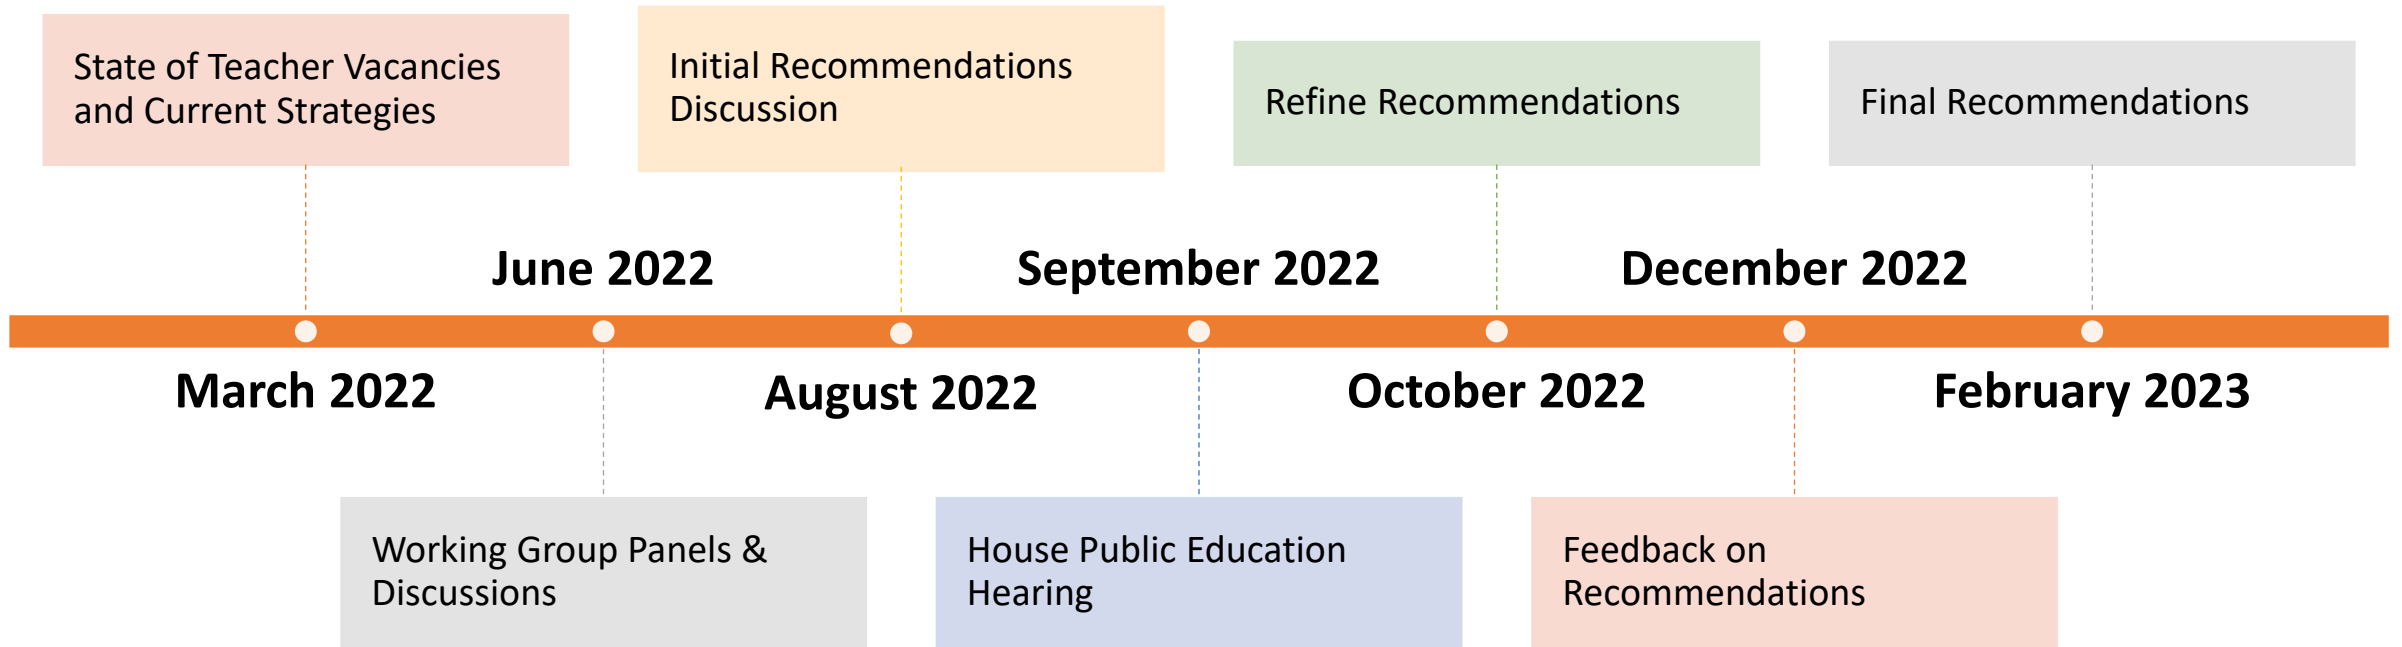 State of Teacher Vacancies
and Current Strategies
Initial Recommendations
Discussion
Refine Recommendations
Final Recommendations
June 2022
September 2022
December 2022
March 2022
August 2022
October 2022
February 2023
Working Group Panels &
Discussions
House Public Education
Hearing
Feedback on
Recommendations